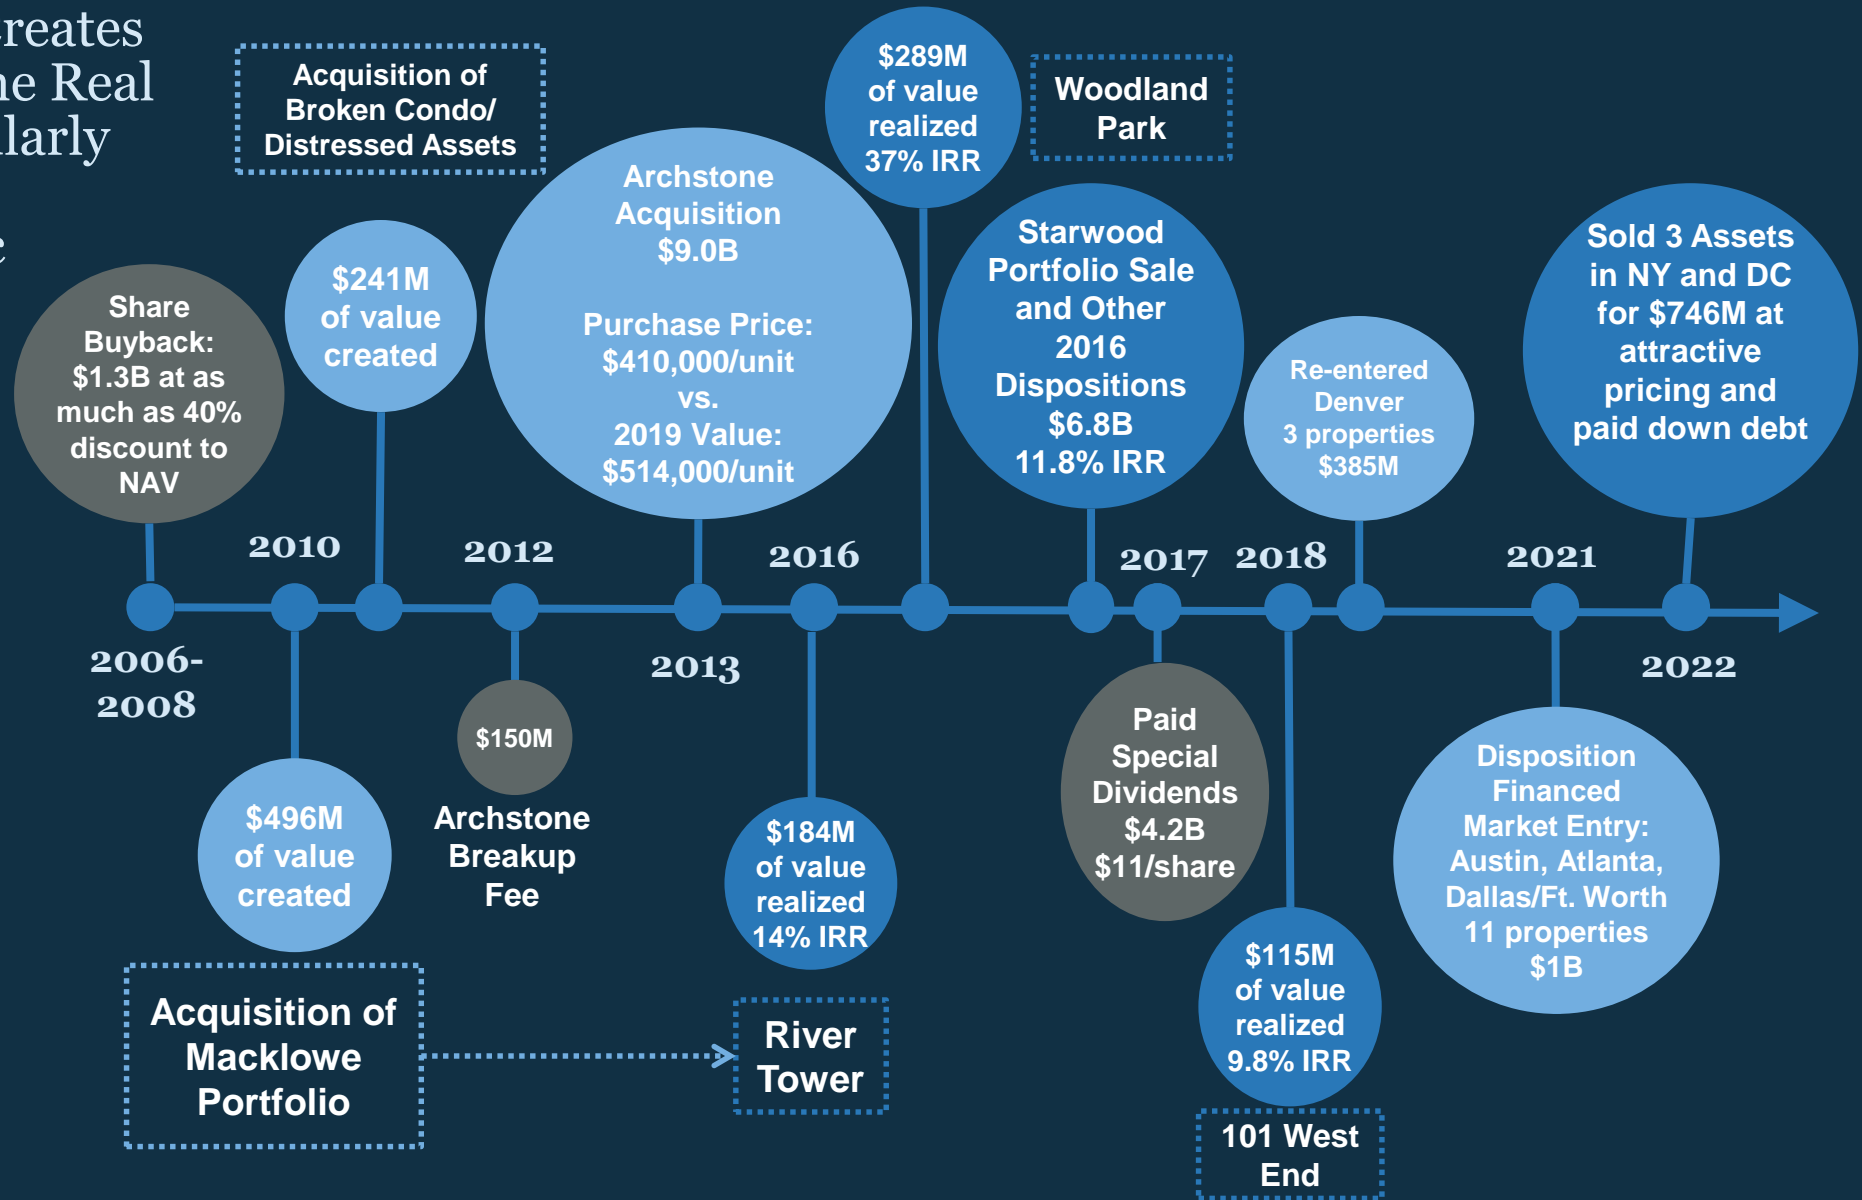 creates
Real
Acquisition of
Broken Condo/
Distressed Assets
$289M
of value
realized
37% IRR
Woodland
Park
Share
Buyback:
$1.3B at as
much as 40%
discount to
NAV
$241M
of value
created
Archstone
Acquisition
$9.0B
Purchase Price:
$410,000/unit
vs.
2019 Value:
$514,000/unit
Starwood
Portfolio Sale
and Other
2016
Dispositions
$6.8B
11.8% IRR
Re-entered
Denver
3 properties
$385M
Sold 3 Assets
in NY and DC
for $746M at
attractive
pricing and
paid down debt
2010
2012
2016
2017
2018
2021
2006-
2008
2013
2022
$496M
of value
created
$150M
Archstone
Breakup
Fee
$184M
of value
realized
14% IRR
Paid
Special
Dividends
$4.2B
$11/share
$115M
of value
realized
9.8% IRR
Disposition
Financed
Market Entry:
Austin, Atlanta,
Dallas/Ft. Worth
11 properties
$1B
Acquisition of
Macklowe
Portfolio
River
Tower
101 West
End